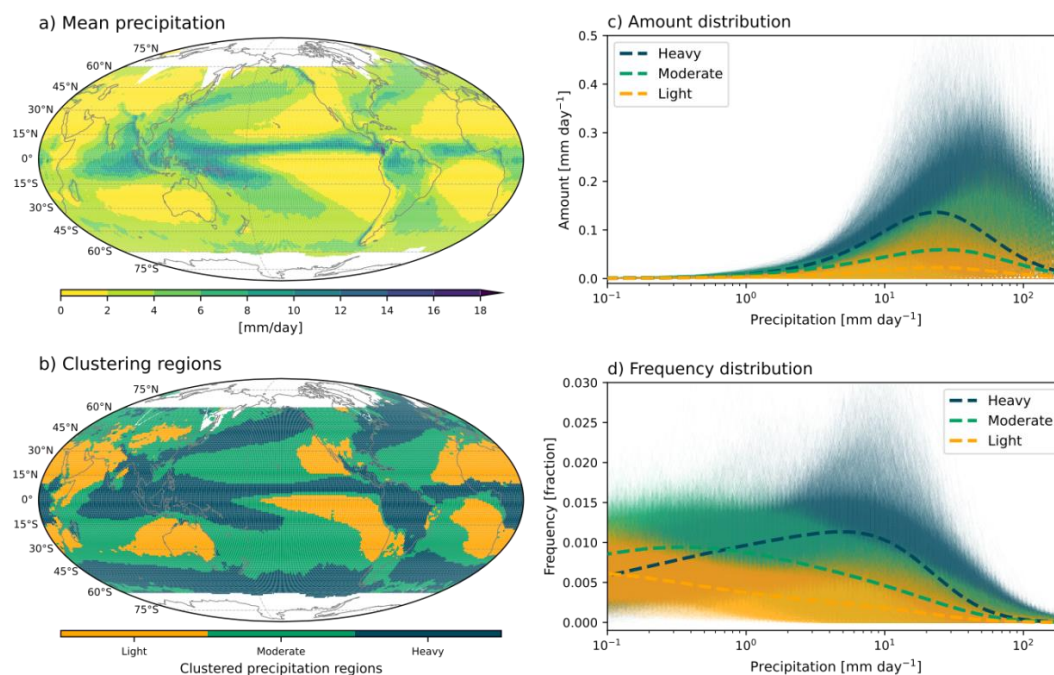 a) Mean precipitation
75°N
60°N
45°N
30°N
15°N
0°
15°S
30°S
45°S
60°S
75°S
0 2 4 6 8 10 12 14 16 18
[mm/day]
b) Clustering regions
75°N
60°N
45°N
30°N
15°N
0°
15°S
30°S
45°S
60°S
75°S
Light Moderate Heavy
Clustered precipitation regions
c) Amount distribution
Heavy
Moderate
Light
0.5
0.4
0.3
0.2
0.1
0.0
Amount [mm day⁻¹]
10⁻¹ 10⁰ 10¹ 10²
Precipitation [mm day⁻¹]
d) Frequency distribution
Heavy
Moderate
Light
0.030
0.025
0.020
0.015
0.010
0.005
0.000
Frequency [fraction]
10⁻¹ 10⁰ 10¹ 10²
Precipitation [mm day⁻¹]